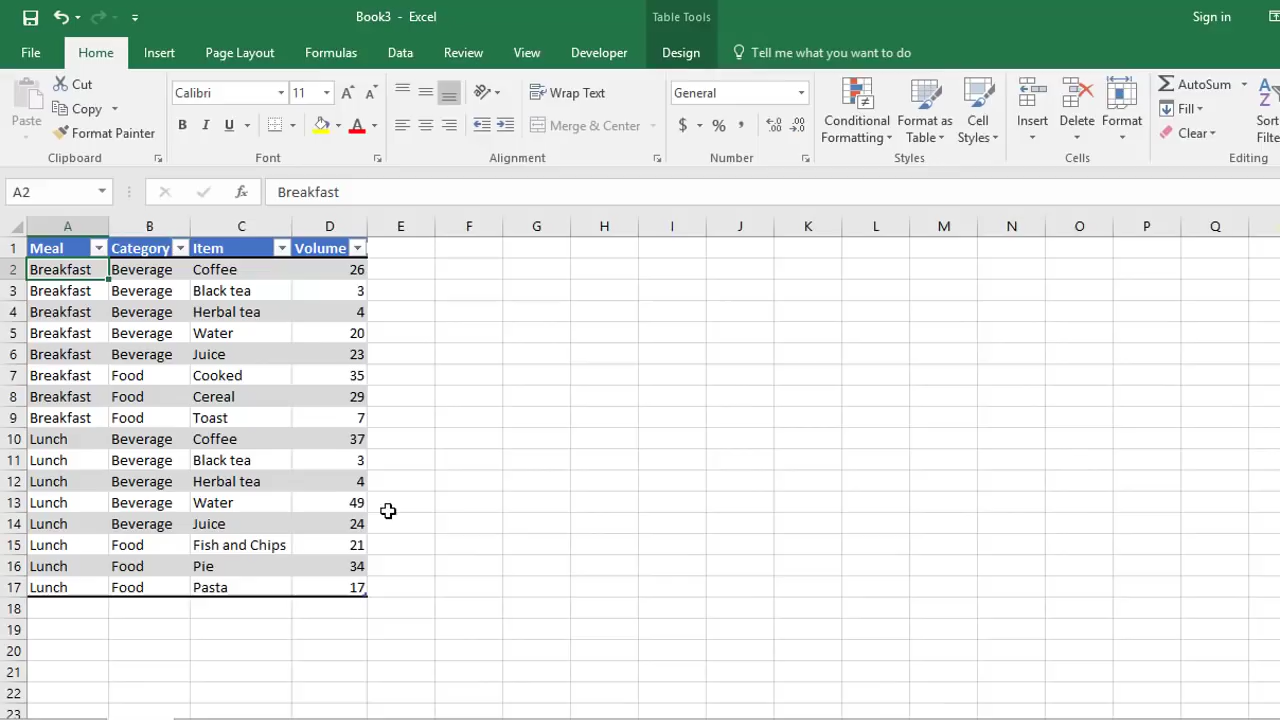 Book3 - Excel
Table Tools
Sign in
File Home Insert Page Layout Formulas Data Review View Developer Design Tell me what you want to do
Cut
Copy
Format Painter
Paste
Clipboard
Calibri 11
B I U
Font
Wrap Text
Merge & Center
Alignment
General
$ % ,
Number
Conditional Formatting
Format as Table
Cell Styles
Styles
Insert Delete Format
Cells
AutoSum
Fill
Clear
Editing
A2 fx Breakfast
A B C D E F G H I J K L M N O P Q
1 Meal Category Item Volume
2 Breakfast Beverage Coffee 26
3 Breakfast Beverage Black tea 3
4 Breakfast Beverage Herbal tea 4
5 Breakfast Beverage Water 20
6 Breakfast Beverage Juice 23
7 Breakfast Food Cooked 35
8 Breakfast Food Cereal 29
9 Breakfast Food Toast 7
10 Lunch Beverage Coffee 37
11 Lunch Beverage Black tea 3
12 Lunch Beverage Herbal tea 4
13 Lunch Beverage Water 49
14 Lunch Beverage Juice 24
15 Lunch Food Fish and Chips 21
16 Lunch Food Pie 34
17 Lunch Food Pasta 17
18
19
20
21
22
23